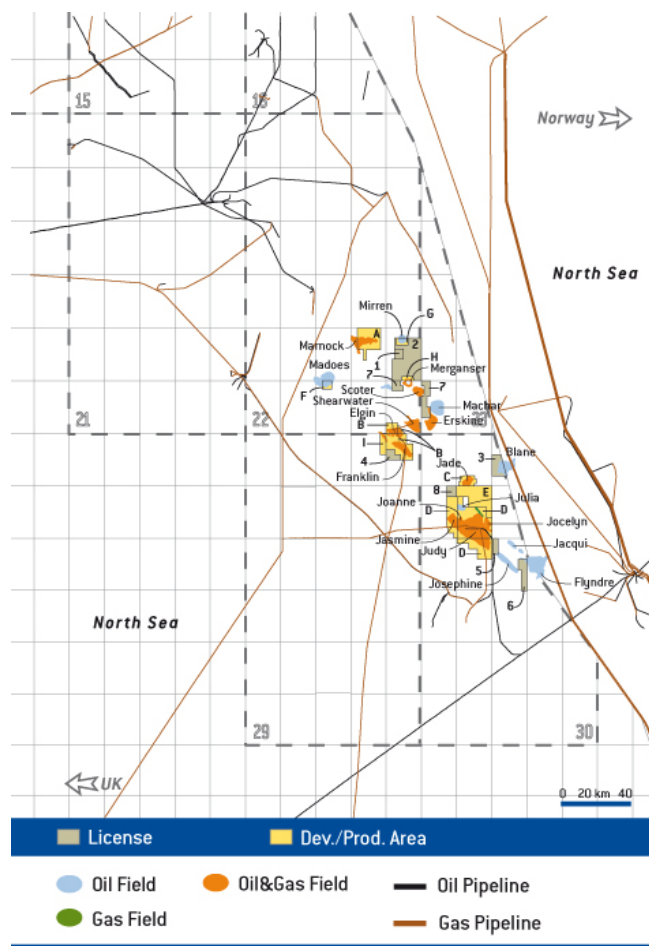 15
16
Norway
North Sea
Mirren
G
A
2
Marnock
1
H
Merganser
Madoes
7
7
F
Scoter
Shearwater
Machar
Elgin
Erskine
21
22
23
B
I
B
3
Blane
4
Jade
Franklin
C
8
E
Julia
Joanne
D
D
Jocelyn
Jasmine
Judy
D
Jacqui
5
Josephine
Flyndre
6
North Sea
29
30
UK
0 20 km 40
License
Dev./Prod. Area
Oil Field
Oil&Gas Field
Oil Pipeline
Gas Field
Gas Pipeline